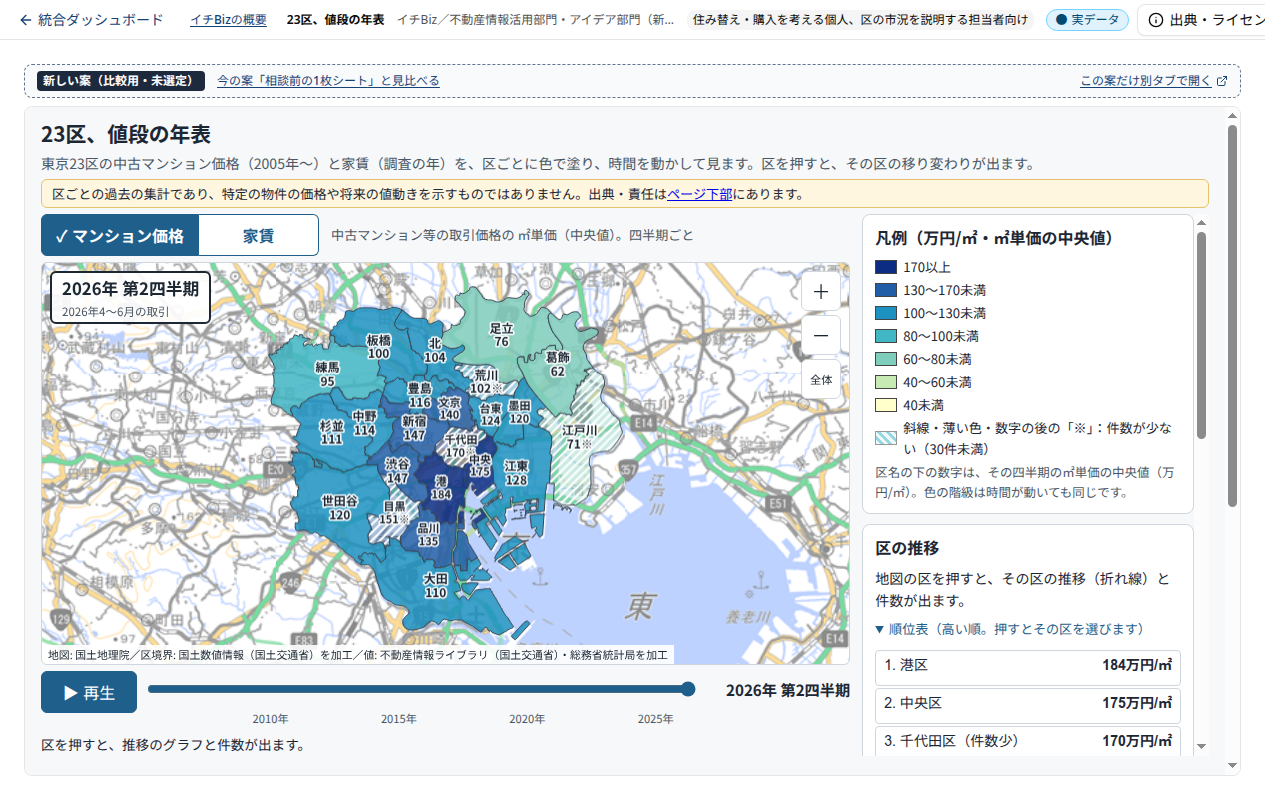 統合ダッシュボード イチBizの概要 23区、値段の年表 イチBiz／不動産情報活用部門・アイデア部門（新... 住み替え・購入を考える個人、区の市況を説明する担当者向け 実データ 出典・ライセン
新しい案（比較用・未選定） 今の案「相談前の1枚シート」と見比べる この案だけ別タブで開く
23区、値段の年表
東京23区の中古マンション価格（2005年〜）と家賃（調査の年）を、区ごとに色で塗り、時間を動かして見ます。区を押すと、その区の移り変わりが出ます。
区ごとの過去の集計であり、特定の物件の価格や将来の値動きを示すものではありません。出典・責任はページ下部にあります。
✓ マンション価格 家賃 中古マンション等の取引価格の ㎡単価（中央値）。四半期ごと
2026年 第2四半期
2026年4〜6月の取引
＋
－
全体
足立
76
板橋
100
北
104
葛飾
62
練馬
95
荒川
102※
豊島
116
文京
140
台東
124
墨田
120
中野
114
杉並
111
新宿
147
江戸川
71※
千代田
170※
中央
175
渋谷
147
江東
128
港
184
世田谷
120
目黒
151※
品川
135
大田
110
武蔵村山
小平
国立
相模原
町田
市川
江戸川
東
養老川
E14
E20
357
E51
246
129
E83
E14
•97
地図: 国土地理院／区境界: 国土数値情報（国土交通省）を加工／値: 不動産情報ライブラリ（国土交通省）・総務省統計局を加工
▶ 再生 2026年 第2四半期
2010年 2015年 2020年 2025年
区を押すと、推移のグラフと件数が出ます。
凡例（万円/㎡・㎡単価の中央値）
170以上
130〜170未満
100〜130未満
80〜100未満
60〜80未満
40〜60未満
40未満
斜線・薄い色・数字の後の「※」：件数が少な
い（30件未満）
区名の下の数字は、その四半期の㎡単価の中央値（万
円/㎡）。色の階級は時間が動いても同じです。
区の推移
地図の区を押すと、その区の推移（折れ線）と
件数が出ます。
▼ 順位表（高い順。押すとその区を選びます）
1. 港区 184万円/㎡
2. 中央区 175万円/㎡
3. 千代田区（件数少） 170万円/㎡